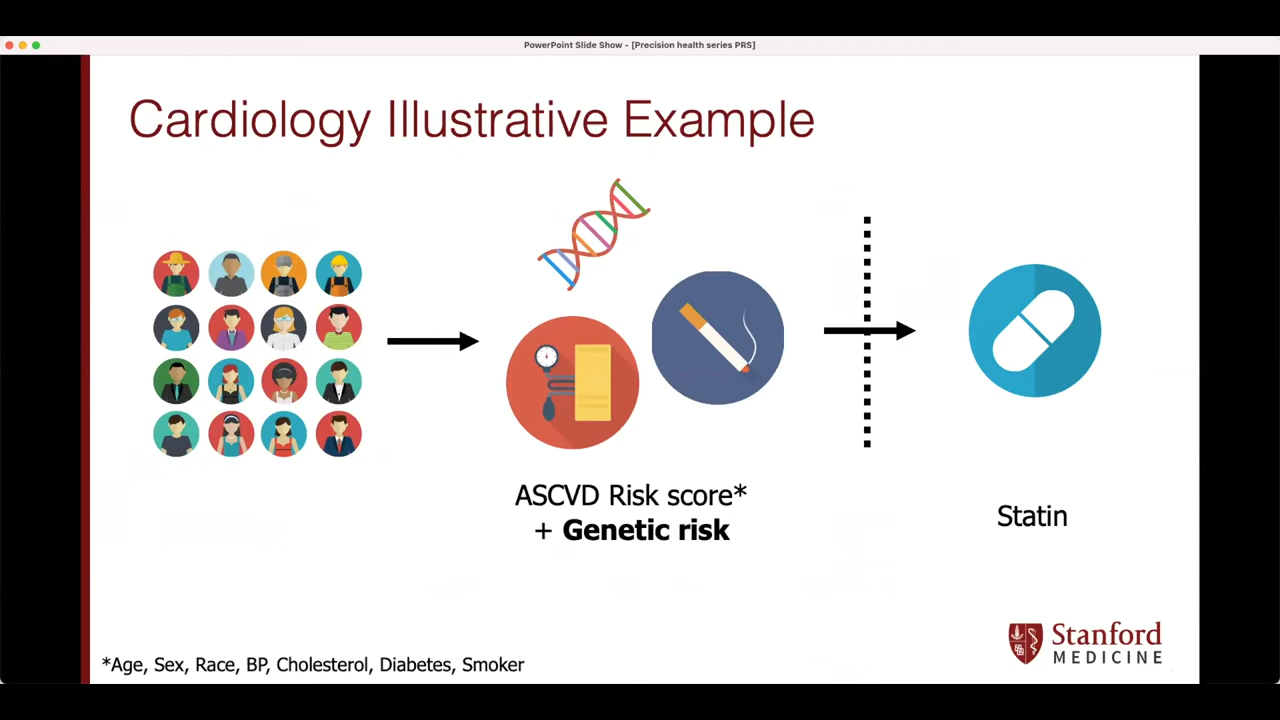 PowerPoint Slide Show - [Precision health series PRS]
Cardiology Illustrative Example
ASCVD Risk score*
+ Genetic risk
Statin
Stanford
MEDICINE
*Age, Sex, Race, BP, Cholesterol, Diabetes, Smoker